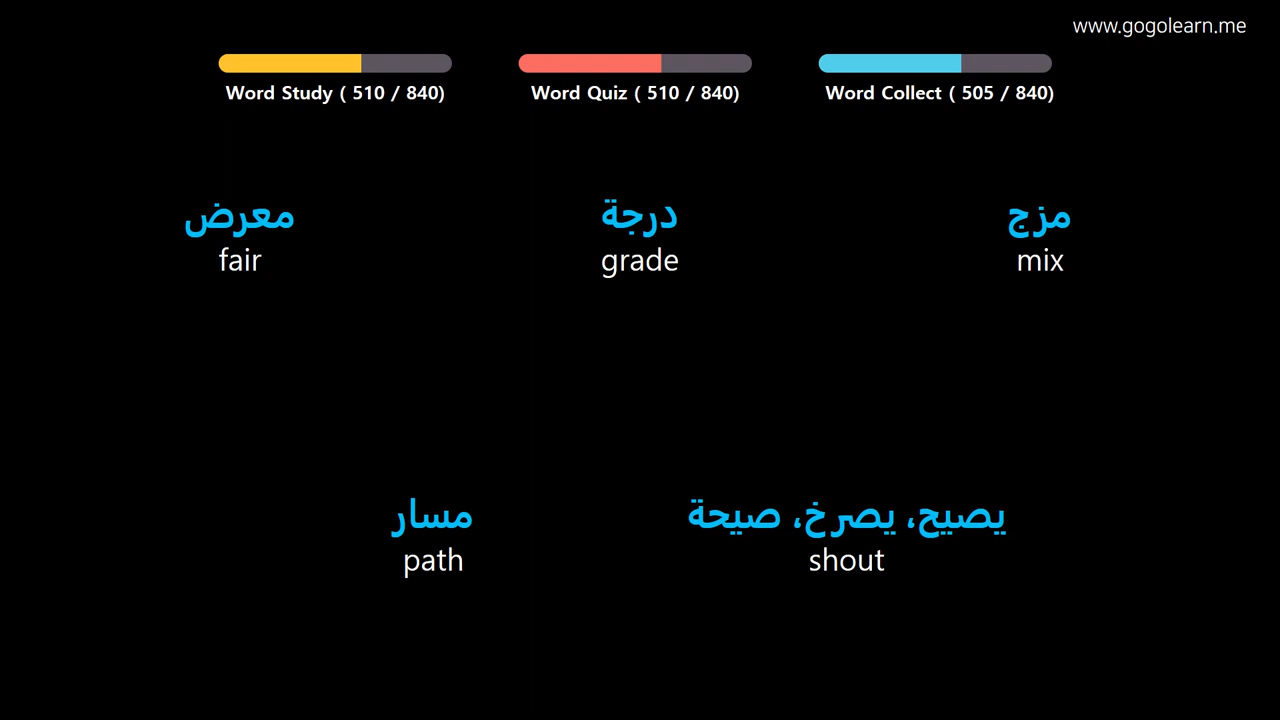 www.gogolearn.me
Word Study ( 510 / 840)
Word Quiz ( 510 / 840)
Word Collect ( 505 / 840)
معرض
fair
درجة
grade
مزج
mix
مسار
path
يصيح، يصرخ، صيحة
shout